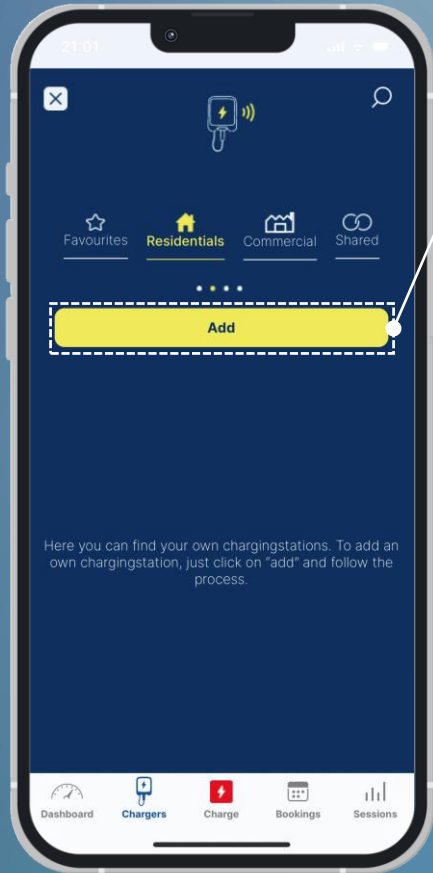 21:01
Favourites
Residentials
Commercial
Shared
Add
Here you can find your own chargingstations. To add an
own chargingstation, just click on "add" and follow the
process.
Dashboard
Chargers
Charge
Bookings
Sessions